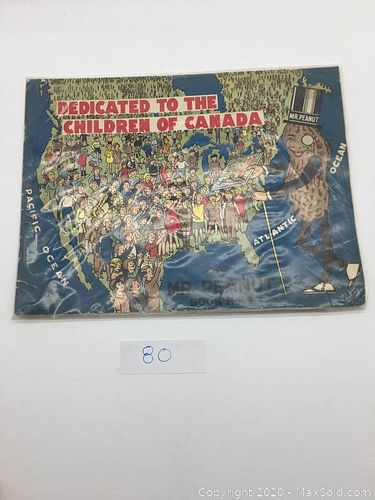 DEDICATED TO THE
CHILDREN OF CANADA
MR. PEANUT
PACIFIC OCEAN
ATLANTIC OCEAN
MR. PEANUT
80
Copyright 2020 - MaxSold.com